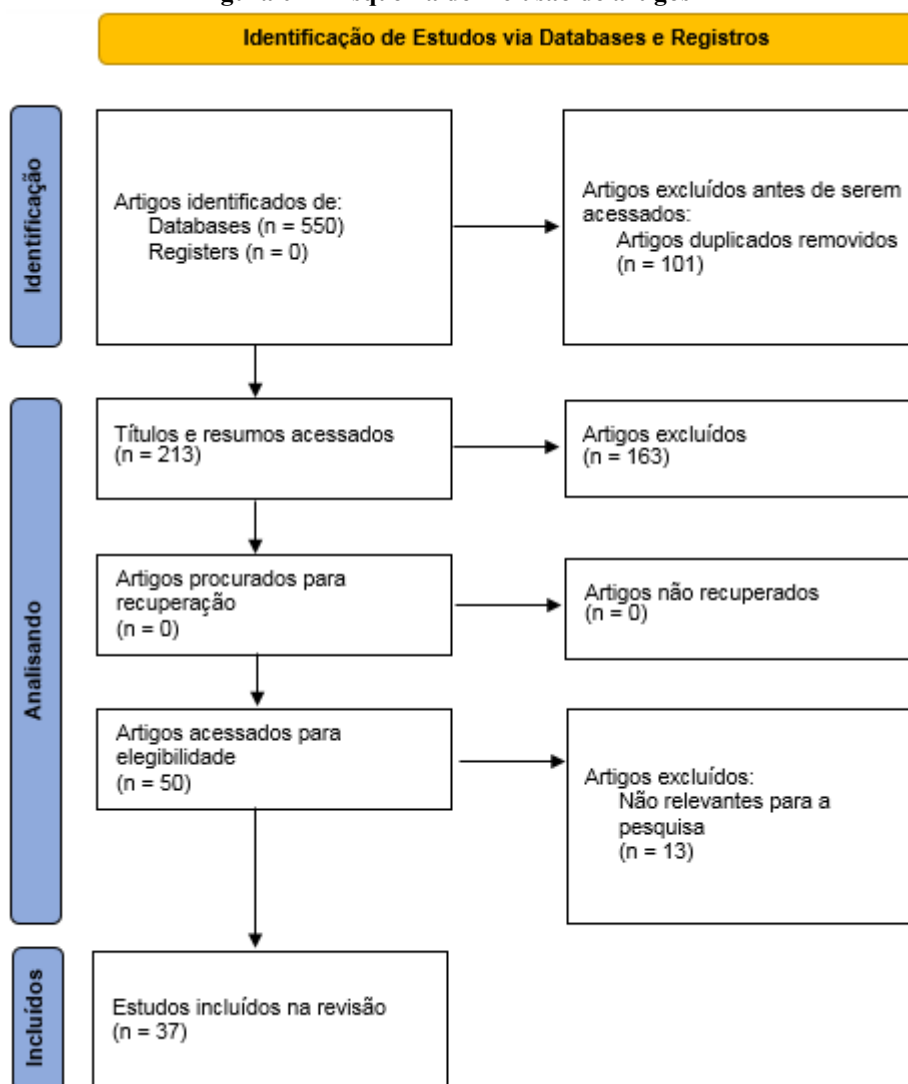 Identificação de Estudos via Databases e Registros
Identificação
Artigos identificados de:
Databases (n = 550)
Registers (n = 0)
Artigos excluídos antes de serem
acessados:
Artigos duplicados removidos
(n = 101)
Analisando
Títulos e resumos acessados
(n = 213)
Artigos excluídos
(n = 163)
Artigos procurados para
recuperação
(n = 0)
Artigos não recuperados
(n = 0)
Artigos acessados para
elegibilidade
(n = 50)
Artigos excluídos:
Não relevantes para a
pesquisa
(n = 13)
Incluídos
Estudos incluídos na revisão
(n = 37)